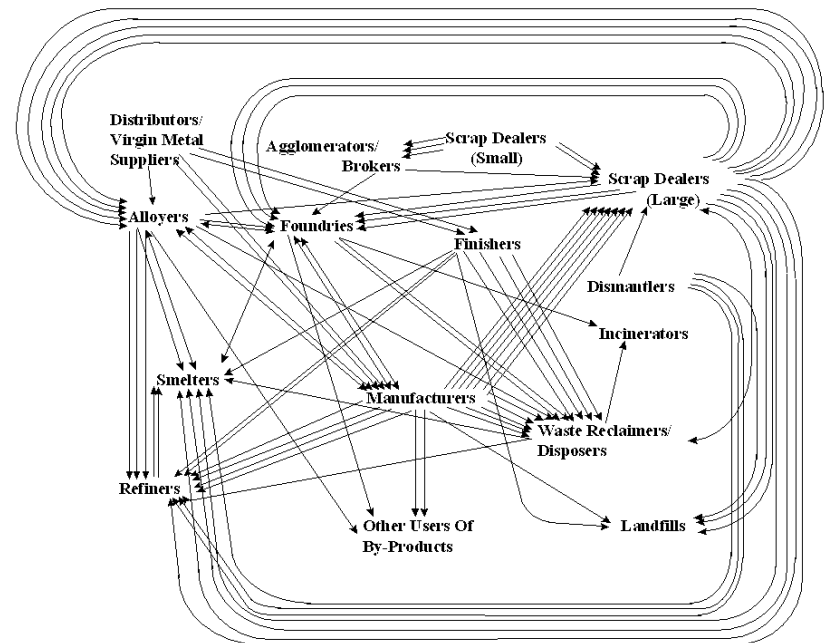 Distributors/
Virgin Metal
Suppliers
Agglomerators/
Brokers
Scrap Dealers
(Small)
Scrap Dealers
(Large)
Alloyers
Foundries
Finishers
Dismantlers
Incinerators
Smelters
Manufacturers
Waste Reclaimers/
Disposers
Refiners
Other Users Of
By-Products
Landfills